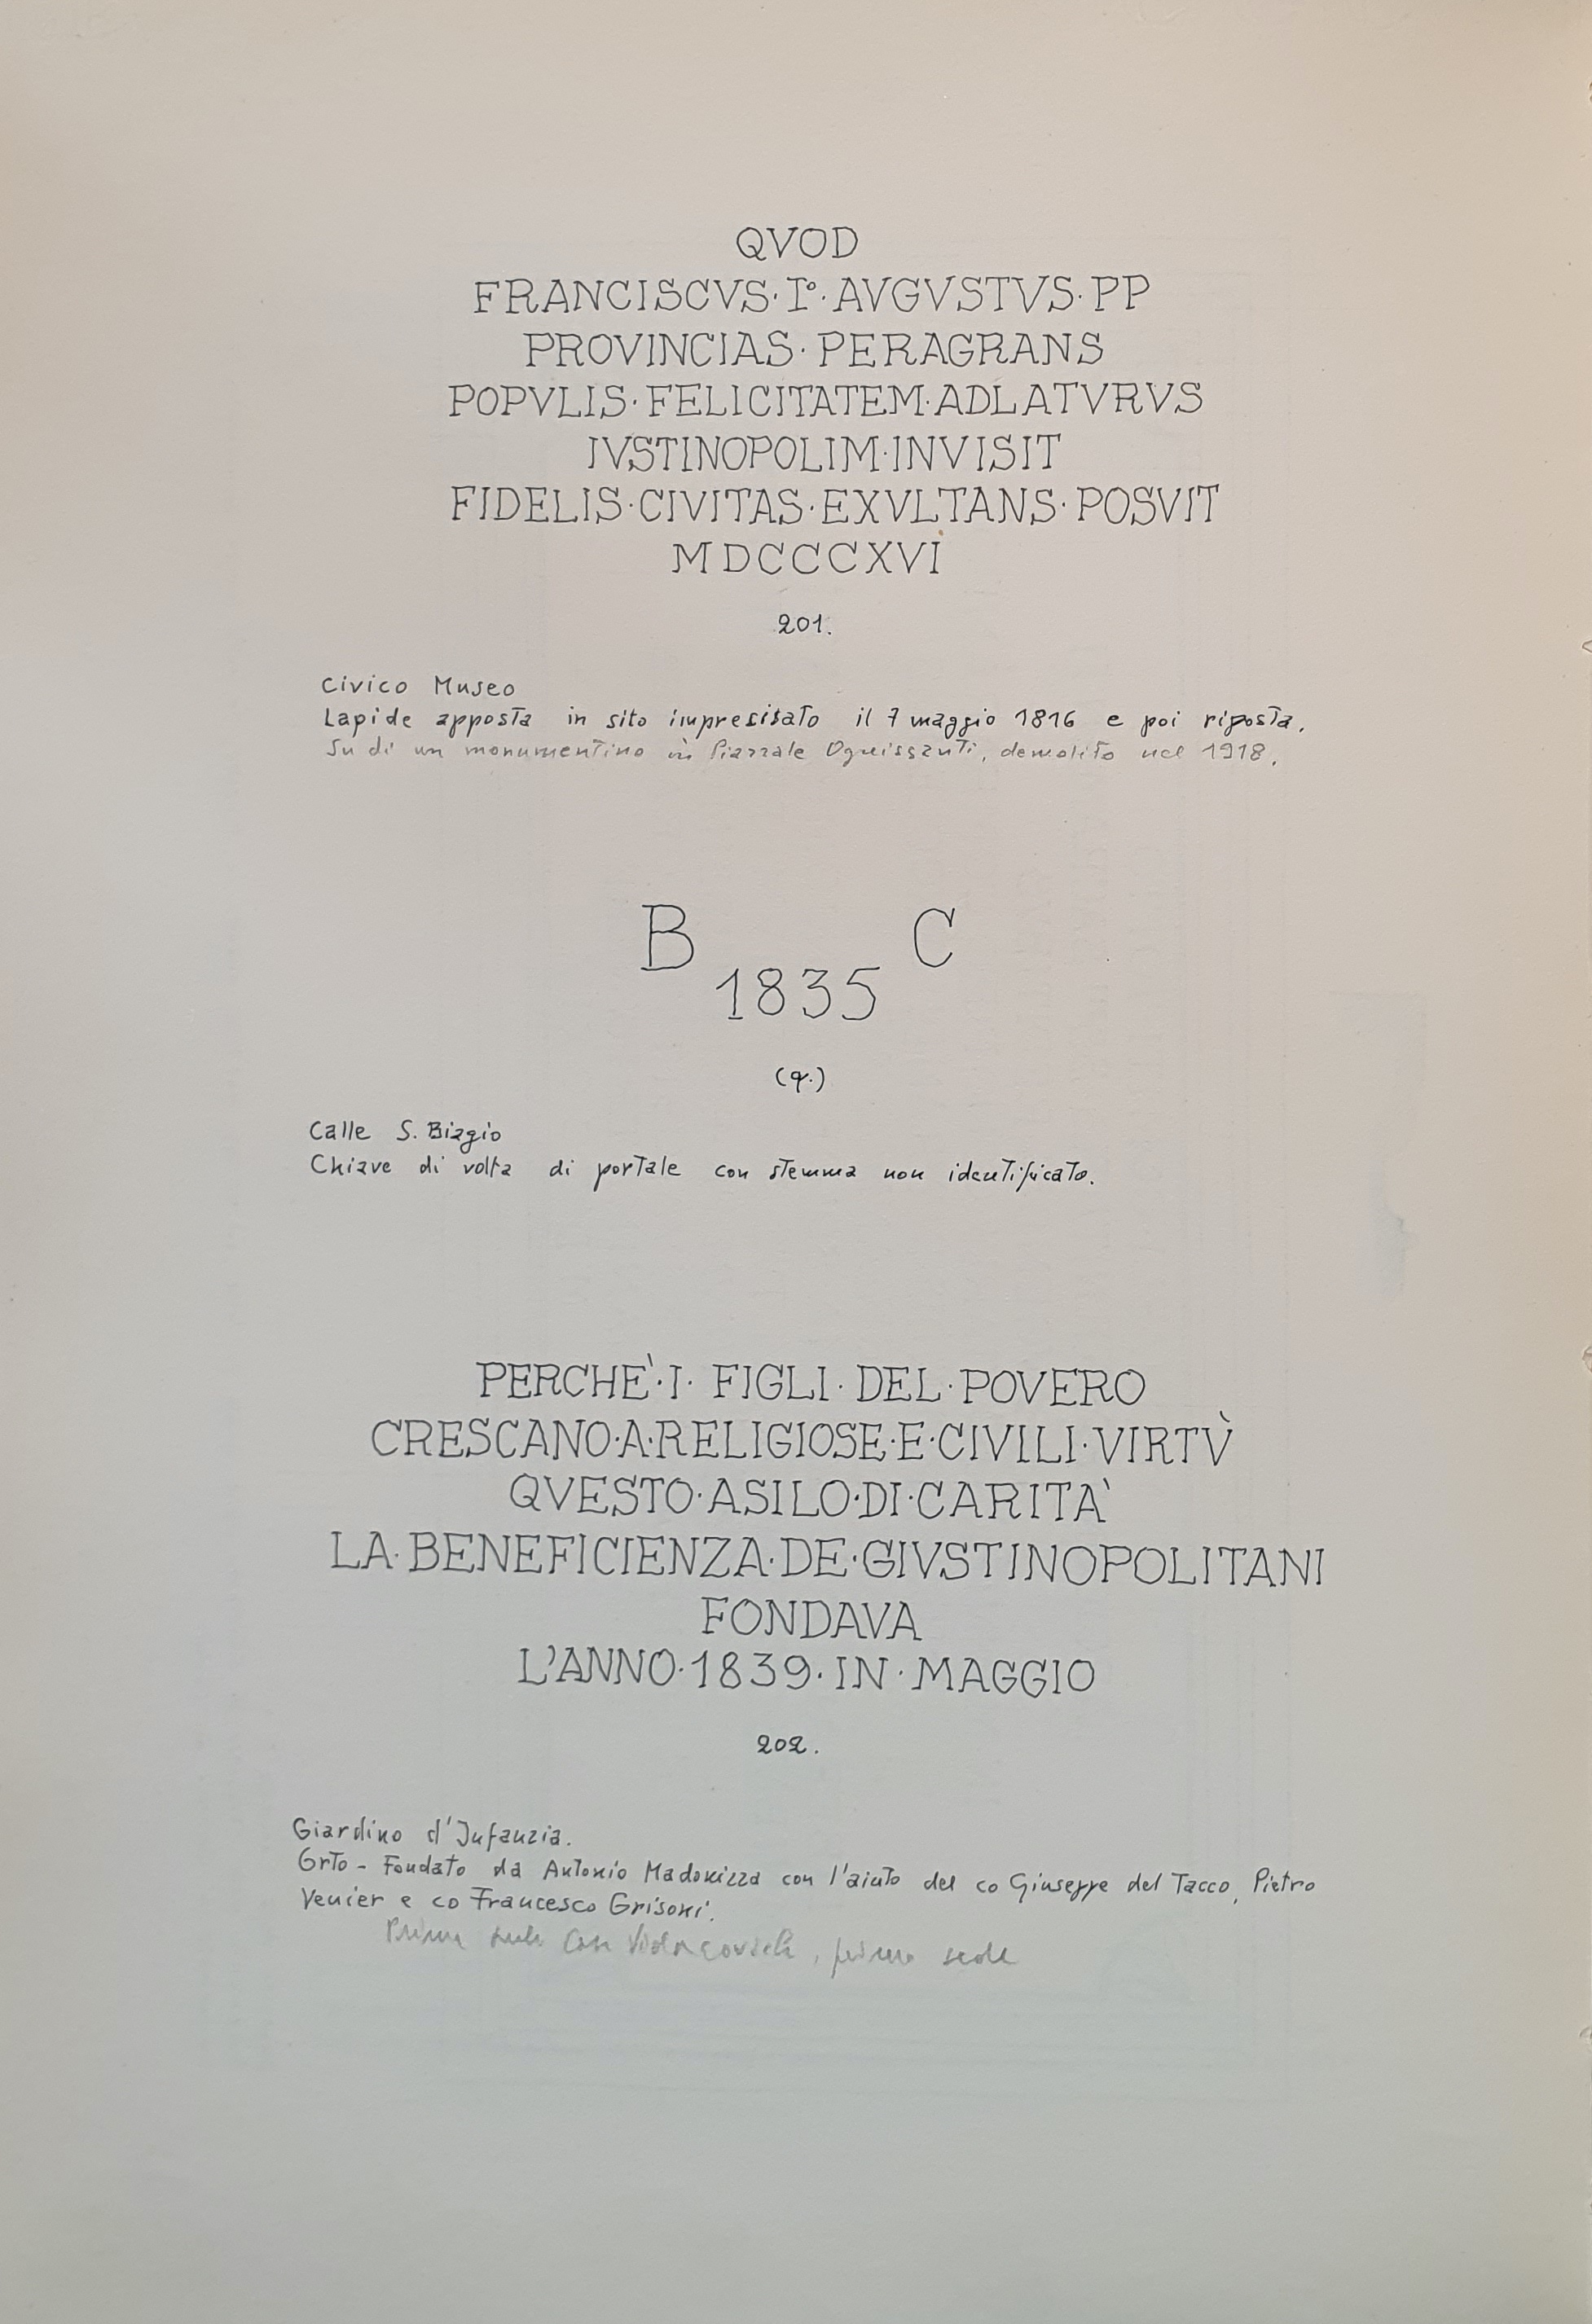 QVOD
FRANCISCVS· I°· AVGVSTVS· PP
PROVINCIAS· PERAGRANS
POPVLIS· FELICITATEM· ADLATVRVS
IVSTINOPOLIM·INVISIT
FIDELIS·CIVITAS·EXVLTANS· POSVIT
MDCCCXVI
201.
Civico Museo
Lapide apposta in sito imprecisato il 7 maggio 1816 e poi riposta.
Su di un monumentino in Piazzale Ognissanti, demolito nel 1918.
B C
1835
(q.)
Calle S. Biagio
Chiave di volta di portale con stemma non identificato.
PERCHE'·I· FIGLI· DEL·POVERO
CRESCANO·A·RELIGIOSE·E·CIVILI·VIRTV̀
QVESTO·ASILO·DI·CARITA'
LA·BENEFICIENZA·DE·GIVSTINOPOLITANI
FONDAVA
L'ANNO·1839·IN·MAGGIO
202.
Giardino d'Infanzia.
Grto - Fondato da Antonio Madonizza con l'aiuto del co Giuseppe del Tacco, Pietro
Venier e co Francesco Grisoni.
Prima , prima sede